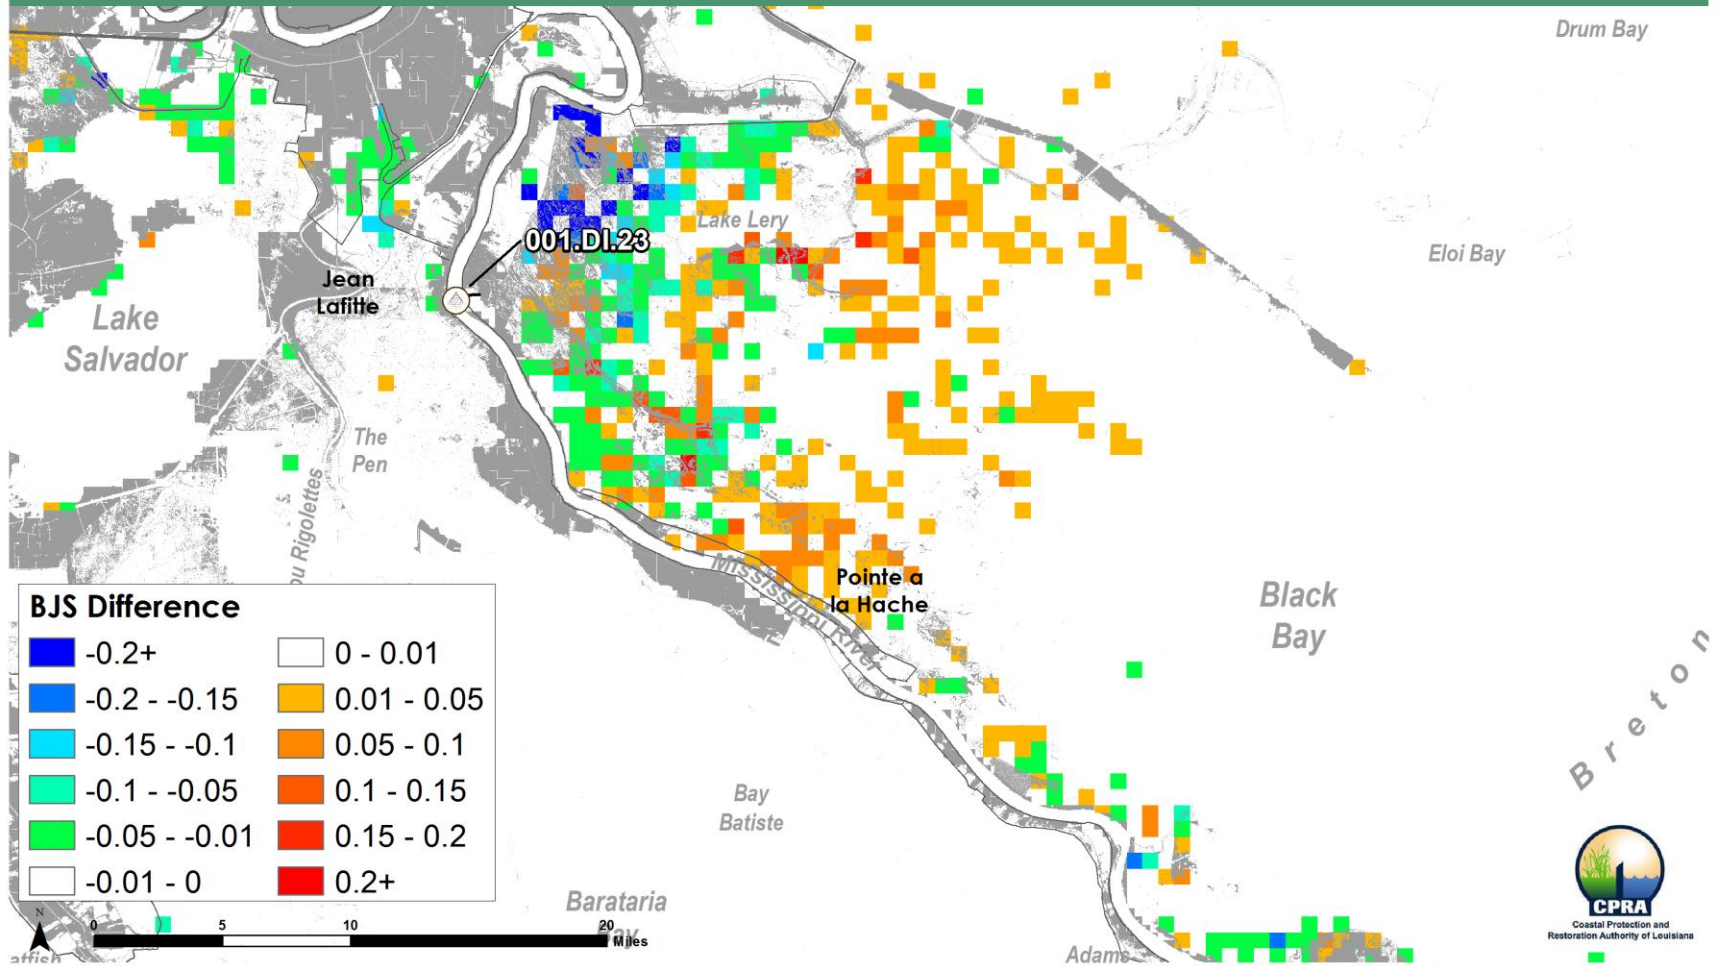 Drum Bay
Lake Lery
001.DI.23
Eloi Bay
Jean
Lafitte
Lake
Salvador
The
Pen
ou Rigolettes
Mississippi River
Pointe a
la Hache
Black
Bay
Breton
BJS Difference
-0.2+
-0.2 - -0.15
-0.15 - -0.1
-0.1 - -0.05
-0.05 - -0.01
-0.01 - 0
0 - 0.01
0.01 - 0.05
0.05 - 0.1
0.1 - 0.15
0.15 - 0.2
0.2+
Bay
Batiste
Barataria
Bay
N
0 5 10 20
Miles
atfish
Adams
CPRA
Coastal Protection and
Restoration Authority of Louisiana